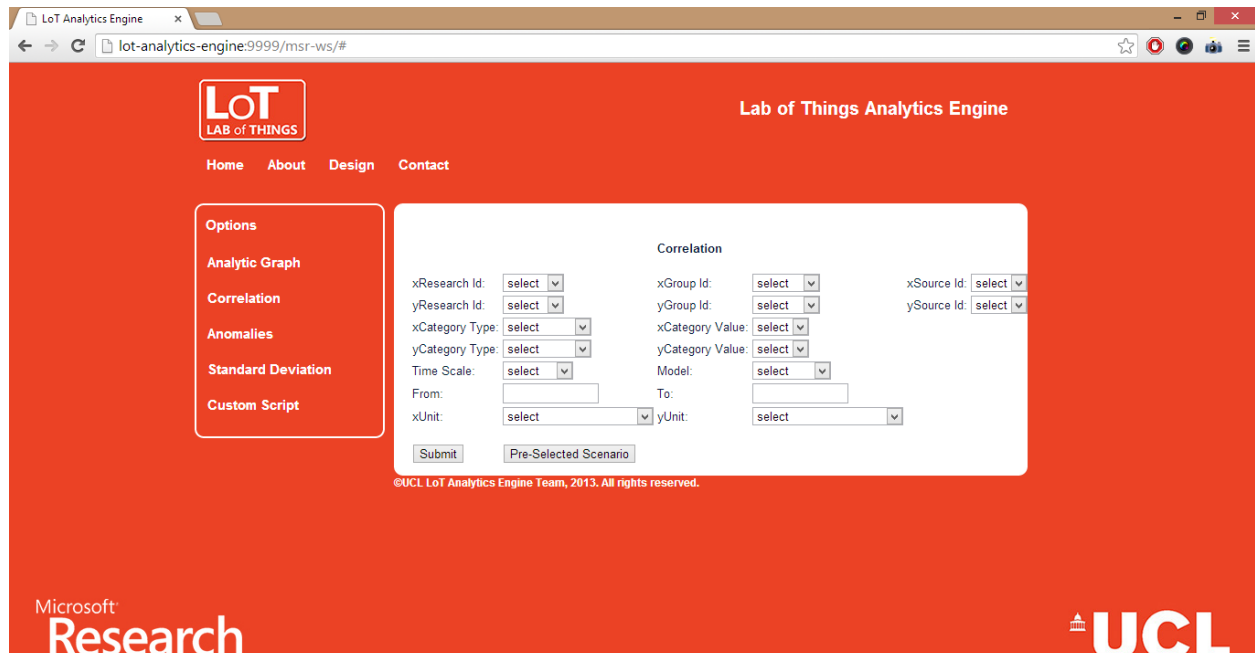 LoT Analytics Engine
lot-analytics-engine:9999/msr-ws/#
LoT
LAB of THINGS
Lab of Things Analytics Engine
Home About Design Contact
Options
Analytic Graph
Correlation
Anomalies
Standard Deviation
Custom Script
Correlation
xResearch Id: select xGroup Id: select xSource Id: select
yResearch Id: select yGroup Id: select ySource Id: select
xCategory Type: select xCategory Value: select
yCategory Type: select yCategory Value: select
Time Scale: select Model: select
From: To:
xUnit: select yUnit: select
Submit Pre-Selected Scenario
©UCL LoT Analytics Engine Team, 2013. All rights reserved.
Microsoft
Research
UCL